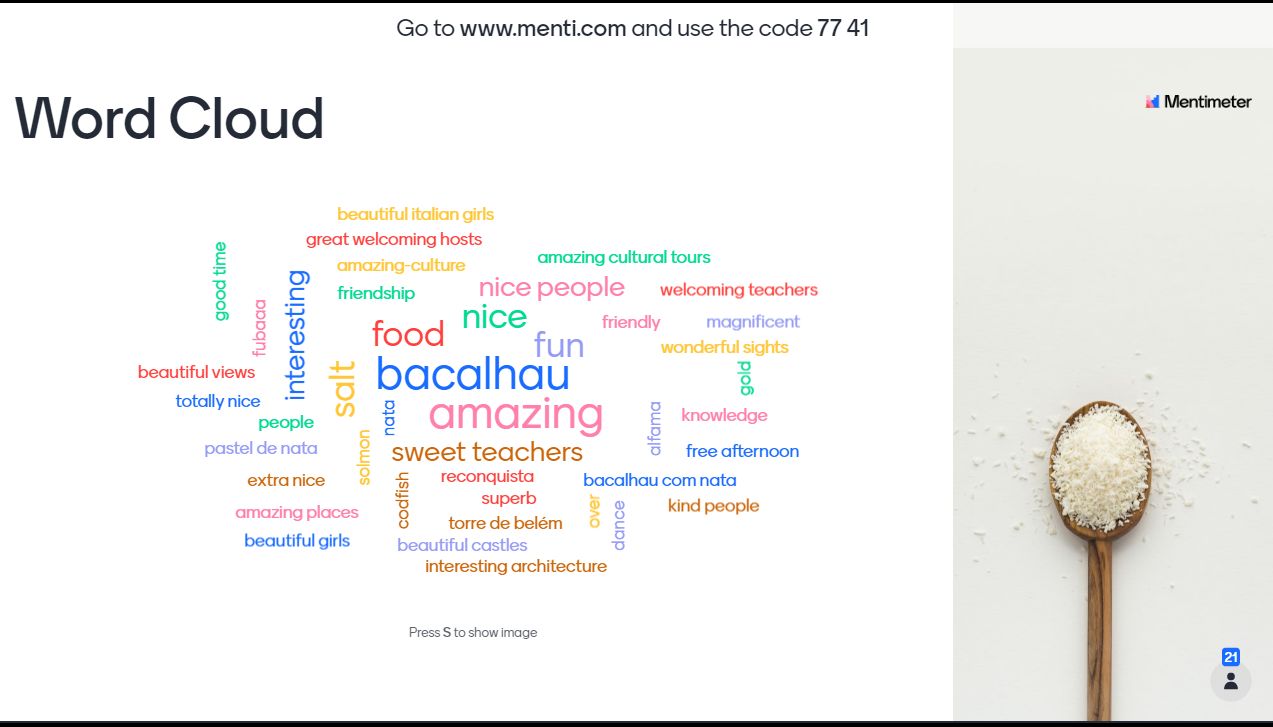 Go to www.menti.com and use the code 77 41
Mentimeter
Word Cloud
beautiful italian girls
great welcoming hosts
good time
amazing-culture
amazing cultural tours
interesting
friendship
nice people
welcoming teachers
fubaaa
nice
friendly
magnificent
food
fun
wonderful sights
beautiful views
salt
bacalhau
gold
totally nice
nata
amazing
alfama
knowledge
people
pastel de nata
solmon
sweet teachers
free afternoon
extra nice
codfish
reconquista
bacalhau com nata
superb
over
dance
kind people
amazing places
torre de belém
beautiful girls
beautiful castles
interesting architecture
Press S to show image
21